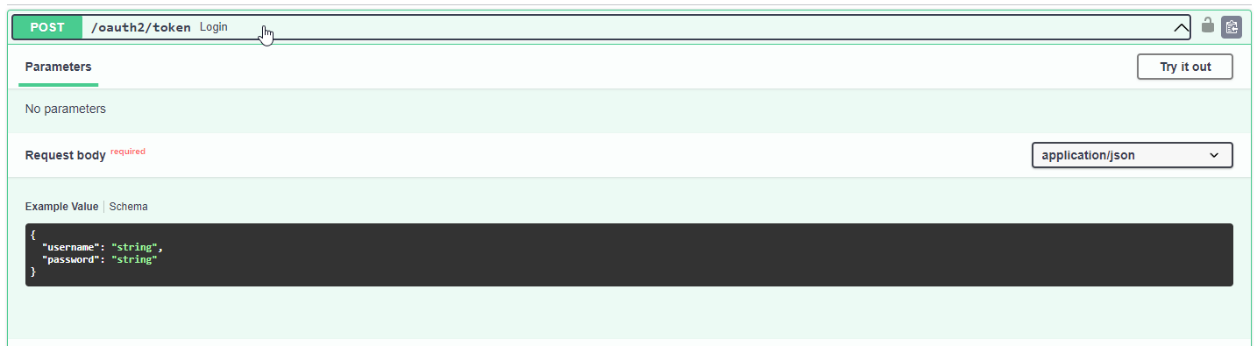 POST /oauth2/token Login
Parameters
Try it out
No parameters
Request body required
application/json
Example Value Schema
{
  "username": "string",
  "password": "string"
}